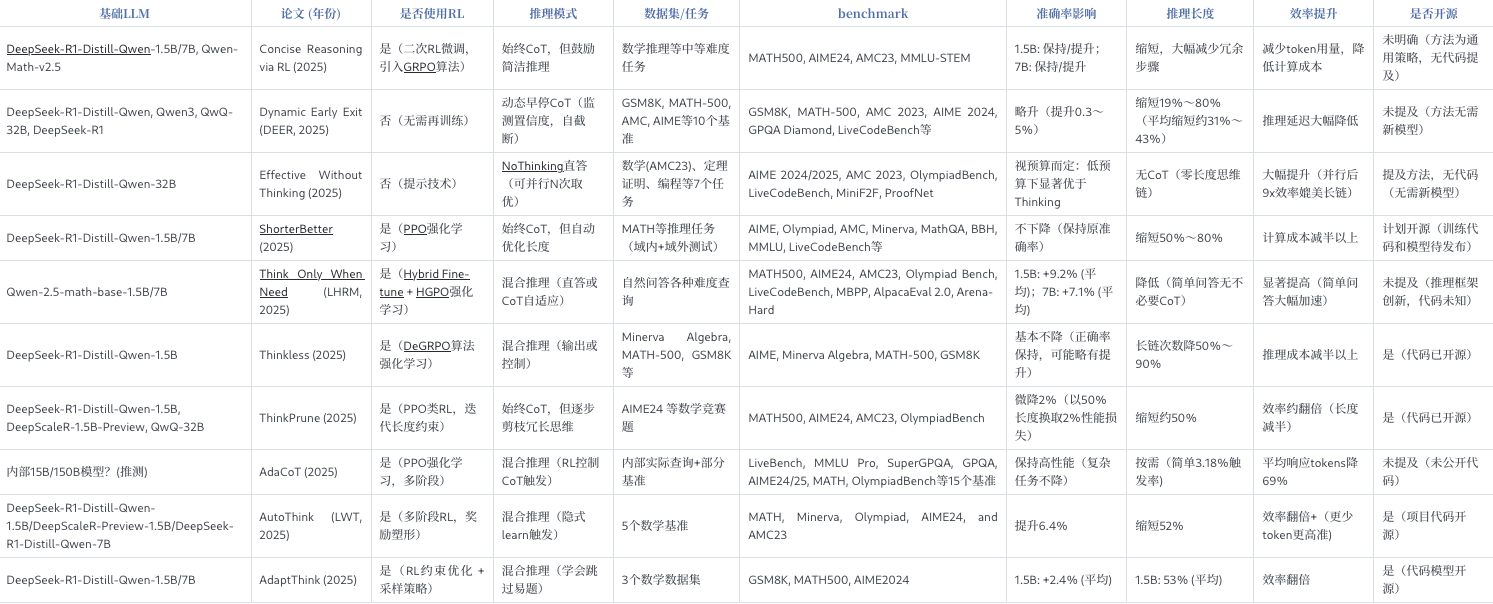 基础LLM 论文 (年份) 是否使用RL 推理模式 数据集/任务 benchmark 准确率影响 推理长度 效率提升 是否开源
DeepSeek-R1-Distill-Qwen-1.5B/7B, Qwen-
Math-v2.5
Concise Reasoning
via RL (2025)
是（二次RL微调，
引入GRPO算法）
始终CoT，但鼓励
简洁推理
数学推理等中等难度
任务
MATH500, AIME24, AMC23, MMLU-STEM
1.5B: 保持/提升；
7B: 保持/提升
缩短，大幅减少冗余
步骤
减少token用量，降
低计算成本
未明确（方法为通
用策略，无代码提
及）
DeepSeek-R1-Distill-Qwen, Qwen3, QwQ-
32B, DeepSeek-R1
Dynamic Early Exit
(DEER, 2025)
否（无需再训练）
动态早停CoT（监
测置信度，自截
断）
GSM8K, MATH-500,
AMC, AIME等10个基
准
GSM8K, MATH-500, AMC 2023, AIME 2024,
GPQA Diamond, LiveCodeBench等
略升（提升0.3～
5%）
缩短19%～80%
（平均缩短约31%～
43%）
推理延迟大幅降低
未提及（方法无需
新模型）
DeepSeek-R1-Distill-Qwen-32B
Effective Without
Thinking (2025)
否（提示技术）
NoThinking直答
（可并行N次取
优）
数学(AMC23)、定理
证明、编程等7个任
务
AIME 2024/2025, AMC 2023, OlympiadBench,
LiveCodeBench, MiniF2F, ProofNet
视预算而定：低预
算下显著优于
Thinking
无CoT（零长度思维
链）
大幅提升（并行后
9x效率媲美长链）
提及方法，无代码
（无需新模型）
DeepSeek-R1-Distill-Qwen-1.5B/7B
ShorterBetter
(2025)
是（PPO强化学
习）
始终CoT，但自动
优化长度
MATH等推理任务
（域内+域外测试）
AIME, Olympiad, AMC, Minerva, MathQA, BBH,
MMLU, LiveCodeBench等
不下降（保持原准
确率）
缩短50%～80%
计算成本减半以上
计划开源（训练代
码和模型待发布）
Qwen-2.5-math-base-1.5B/7B
Think Only When
Need (LHRM,
2025)
是（Hybrid Fine-
tune + HGPO强化
学习）
混合推理（直答或
CoT自适应）
自然问答各种难度查
询
MATH500, AIME24, AMC23, Olympiad Bench,
LiveCodeBench, MBPP, AlpacaEval 2.0, Arena-
Hard
1.5B: +9.2% (平
均)；7B: +7.1% (平
均)
降低（简单问答无不
必要CoT）
显著提高（简单问
答大幅加速）
未提及（推理框架
创新，代码未知）
DeepSeek-R1-Distill-Qwen-1.5B
Thinkless (2025)
是（DeGRPO算法
强化学习）
混合推理（输出或
控制）
Minerva Algebra,
MATH-500, GSM8K
等
AIME, Minerva Algebra, MATH-500, GSM8K
基本不降（正确率
保持，可能略有提
升）
长链次数降50%～
90%
推理成本减半以上
是（代码已开源）
DeepSeek-R1-Distill-Qwen-1.5B,
DeepScaleR-1.5B-Preview, QwQ-32B
ThinkPrune (2025)
是（PPO类RL，迭
代长度约束）
始终CoT，但逐步
剪枝冗长思维
AIME24 等数学竞赛
题
MATH500, AIME24, AMC23, OlympiadBench
微降2%（以50%
长度换取2%性能损
失）
缩短约50%
效率约翻倍（长度
减半）
是（代码已开源）
内部15B/150B模型？(推测)
AdaCoT (2025)
是（PPO强化学
习，多阶段）
混合推理（RL控制
CoT触发）
内部实际查询+部分
基准
LiveBench, MMLU Pro, SuperGPQA, GPQA,
AIME24/25, MATH, OlympiadBench等15个基准
保持高性能（复杂
任务不降）
按需（简单3.18%触
发率）
平均响应tokens降
69%
未提及（未公开代
码）
DeepSeek-R1-Distill-Qwen-
1.5B/DeepScaleR-Preview-1.5B/DeepSeek-
R1-Distill-Qwen-7B
AutoThink (LWT,
2025)
是（多阶段RL，奖
励塑形）
混合推理（隐式
learn触发）
5个数学基准
MATH, Minerva, Olympiad, AIME24, and
AMC23
提升6.4%
缩短52%
效率翻倍+（更少
token更高准）
是（项目代码开
源）
DeepSeek-R1-Distill-Qwen-1.5B/7B
AdaptThink (2025)
是（RL约束优化 +
采样策略）
混合推理（学会跳
过易题）
3个数学数据集
GSM8K, MATH500, AIME2024
1.5B: +2.4% (平均)
1.5B: 53% (平均)
效率翻倍
是（代码模型开
源）